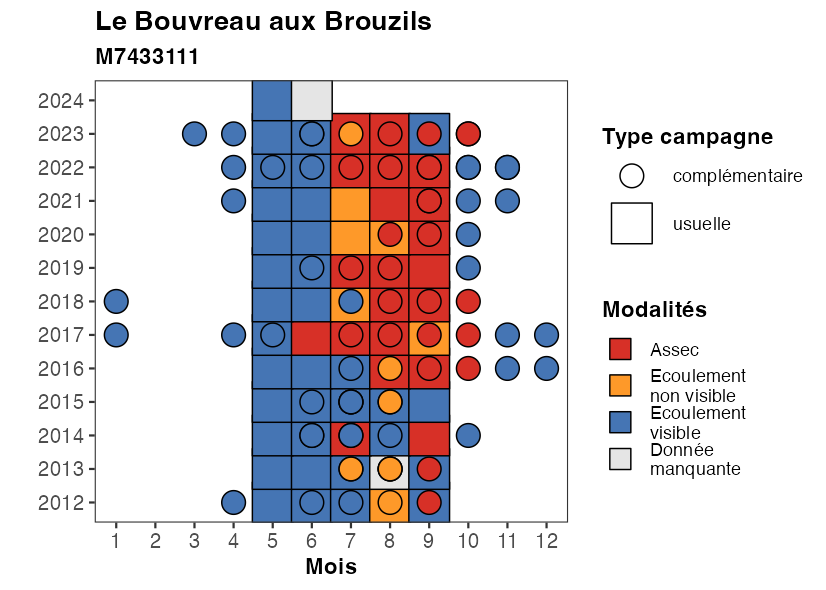 Le Bouvreau aux Brouzils
M7433111
2024
2023
2022
2021
2020
2019
2018
2017
2016
2015
2014
2013
2012
1 2 3 4 5 6 7 8 9 10 11 12
Mois
Type campagne
complémentaire
usuelle
Modalités
Assec
Ecoulement
non visible
Ecoulement
visible
Donnée
manquante